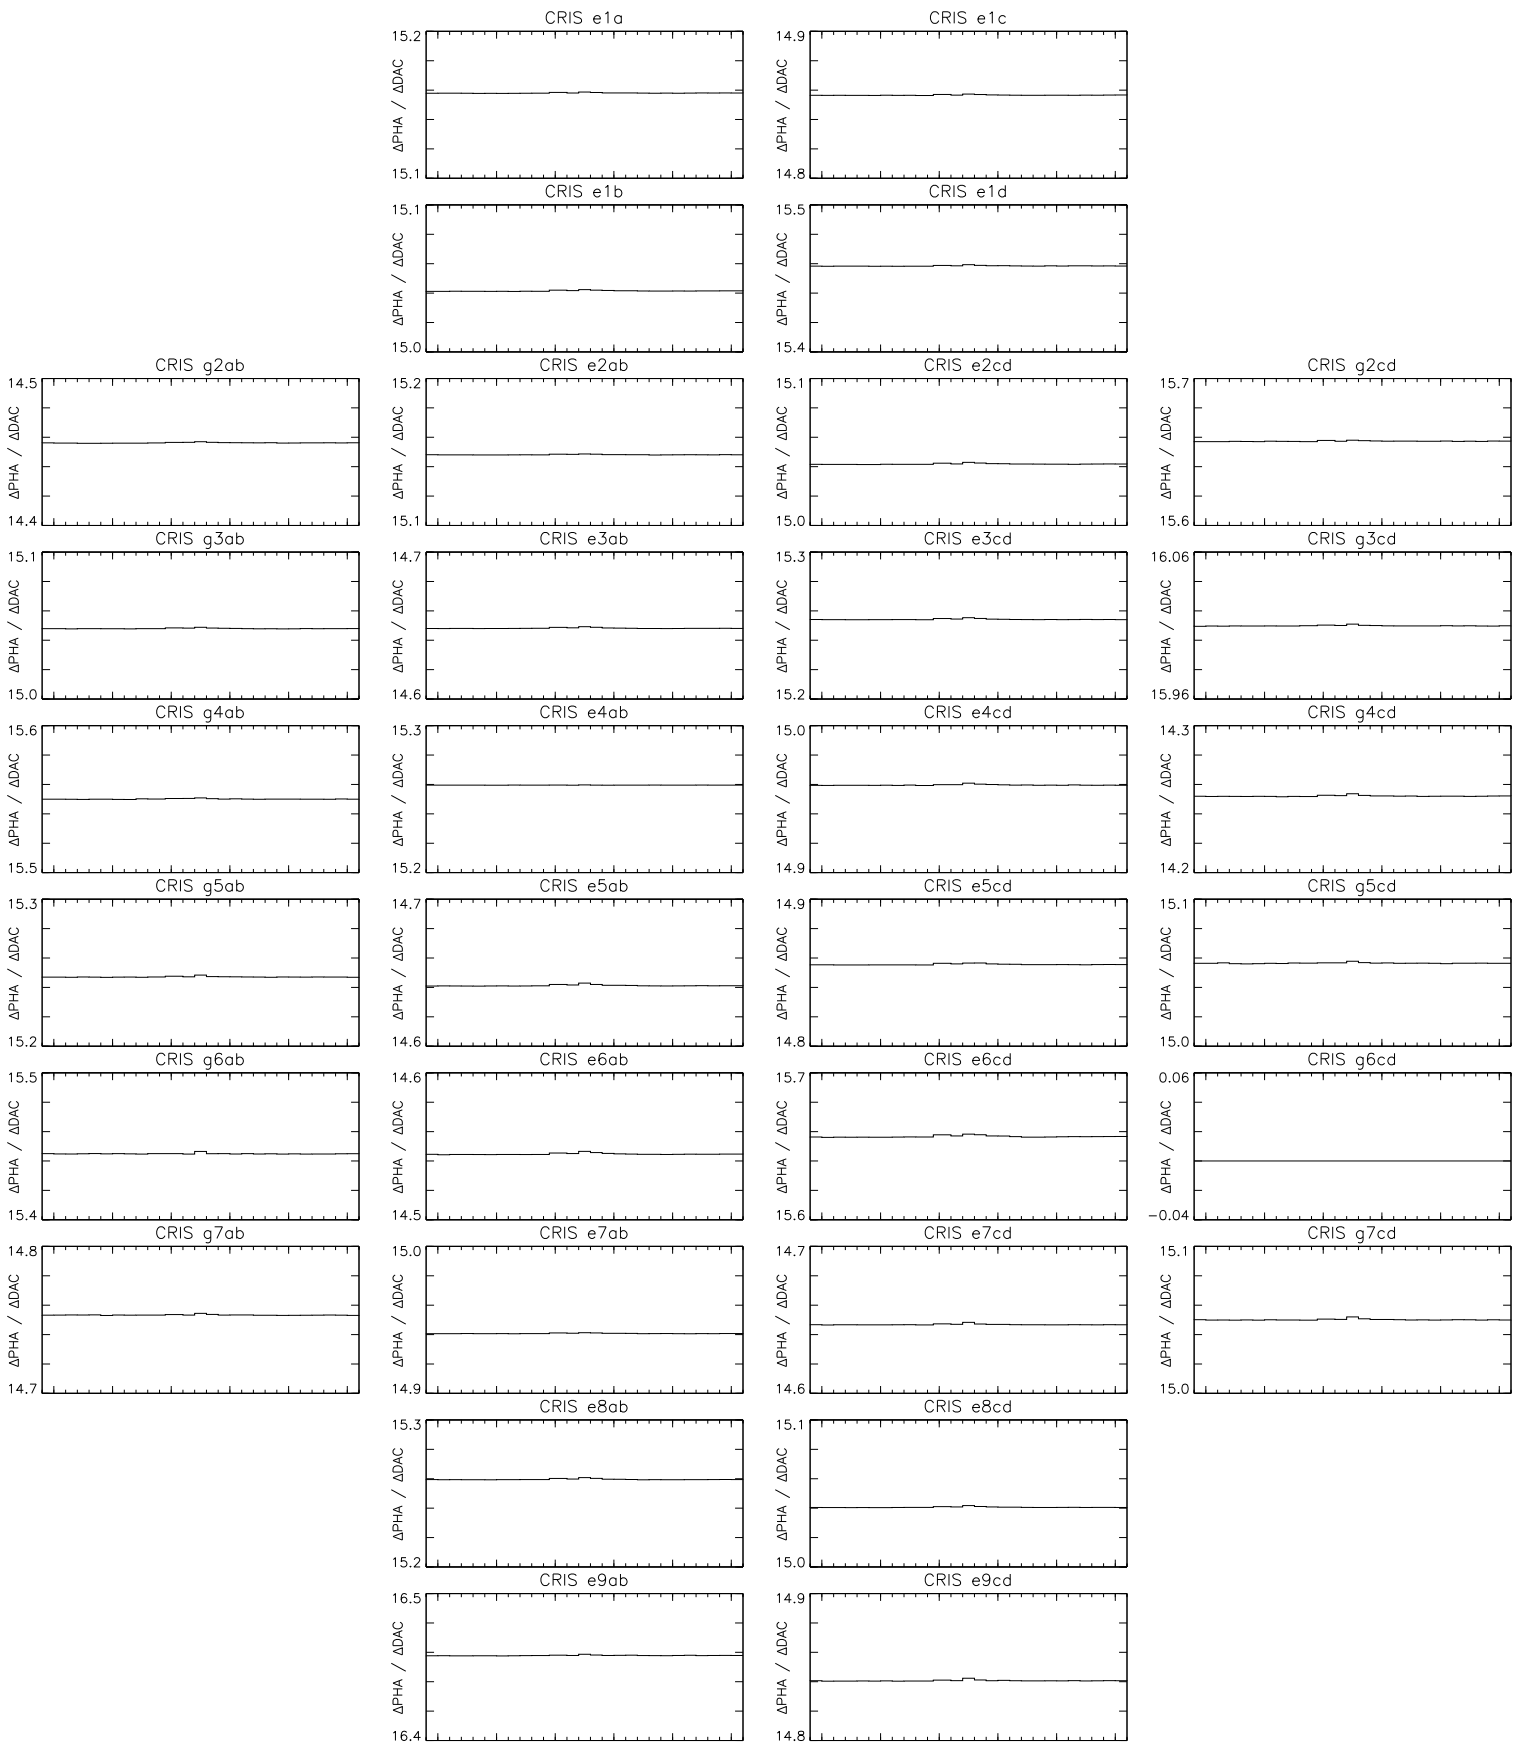 CRIS e1a
15.2
ΔPHA / ΔDAC
15.1
CRIS e1c
14.9
ΔPHA / ΔDAC
14.8
CRIS e1b
15.1
ΔPHA / ΔDAC
15.0
CRIS e1d
15.5
ΔPHA / ΔDAC
15.4
CRIS g2ab
14.5
ΔPHA / ΔDAC
14.4
CRIS e2ab
15.2
ΔPHA / ΔDAC
15.1
CRIS e2cd
15.1
ΔPHA / ΔDAC
15.0
CRIS g2cd
15.7
ΔPHA / ΔDAC
15.6
CRIS g3ab
15.1
ΔPHA / ΔDAC
15.0
CRIS e3ab
14.7
ΔPHA / ΔDAC
14.6
CRIS e3cd
15.3
ΔPHA / ΔDAC
15.2
CRIS g3cd
16.06
ΔPHA / ΔDAC
15.96
CRIS g4ab
15.6
ΔPHA / ΔDAC
15.5
CRIS e4ab
15.3
ΔPHA / ΔDAC
15.2
CRIS e4cd
15.0
ΔPHA / ΔDAC
14.9
CRIS g4cd
14.3
ΔPHA / ΔDAC
14.2
CRIS g5ab
15.3
ΔPHA / ΔDAC
15.2
CRIS e5ab
14.7
ΔPHA / ΔDAC
14.6
CRIS e5cd
14.9
ΔPHA / ΔDAC
14.8
CRIS g5cd
15.1
ΔPHA / ΔDAC
15.0
CRIS g6ab
15.5
ΔPHA / ΔDAC
15.4
CRIS e6ab
14.6
ΔPHA / ΔDAC
14.5
CRIS e6cd
15.7
ΔPHA / ΔDAC
15.6
CRIS g6cd
0.06
ΔPHA / ΔDAC
−0.04
CRIS g7ab
14.8
ΔPHA / ΔDAC
14.7
CRIS e7ab
15.0
ΔPHA / ΔDAC
14.9
CRIS e7cd
14.7
ΔPHA / ΔDAC
14.6
CRIS g7cd
15.1
ΔPHA / ΔDAC
15.0
CRIS e8ab
15.3
ΔPHA / ΔDAC
15.2
CRIS e8cd
15.1
ΔPHA / ΔDAC
15.0
CRIS e9ab
16.5
ΔPHA / ΔDAC
16.4
CRIS e9cd
14.9
ΔPHA / ΔDAC
14.8